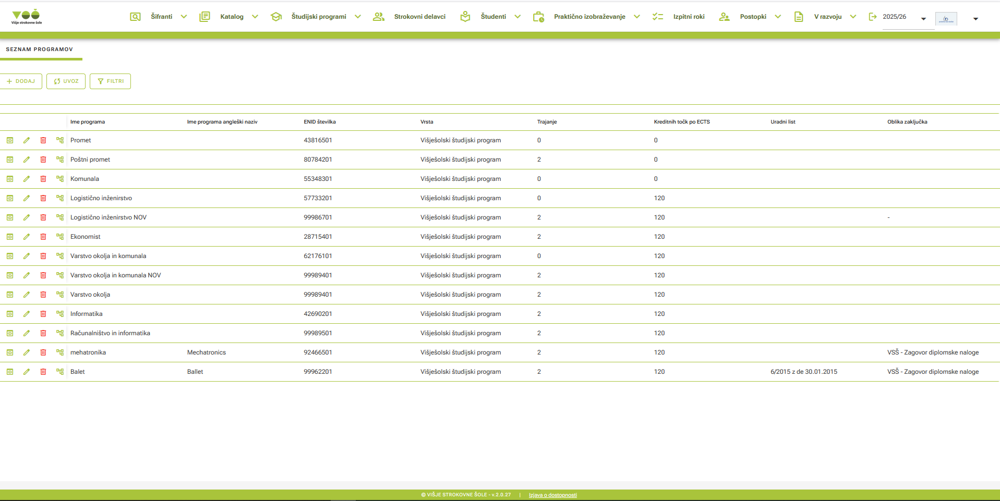 Višje strokovne šole
Šifranti Katalog Študijski programi Strokovni delavci Študenti Praktično izobraževanje Izpitni roki Postopki V razvoju 2025/26
SEZNAM PROGRAMOV
DODAJ UVOZ FILTRI
Ime programa Ime programa angleški naziv ENID številka Vrsta Trajanje Kreditnih točk po ECTS Uradni list Oblika zaključka
Promet 43816501 Višješolski študijski program 0 0
Poštni promet 80784201 Višješolski študijski program 2 0
Komunala 55348301 Višješolski študijski program 0 0
Logistično inženirstvo 57733201 Višješolski študijski program 0 120
Logistično inženirstvo NOV 99986701 Višješolski študijski program 2 120 -
Ekonomist 28715401 Višješolski študijski program 2 120
Varstvo okolja in komunala 62176101 Višješolski študijski program 0 120
Varstvo okolja in komunala NOV 99989401 Višješolski študijski program 2 120
Varstvo okolja 99989401 Višješolski študijski program 2 120
Informatika 42690201 Višješolski študijski program 2 120
Računalništvo in informatika 99989501 Višješolski študijski program 2 120
mehatronika Mechatronics 92466501 Višješolski študijski program 2 120 VSŠ - Zagovor diplomske naloge
Balet Ballet 99962201 Višješolski študijski program 2 120 6/2015 z de 30.01.2015 VSŠ - Zagovor diplomske naloge
© VIŠJE STROKOVNE ŠOLE - v.2.0.27 | Izjava o dostopnosti